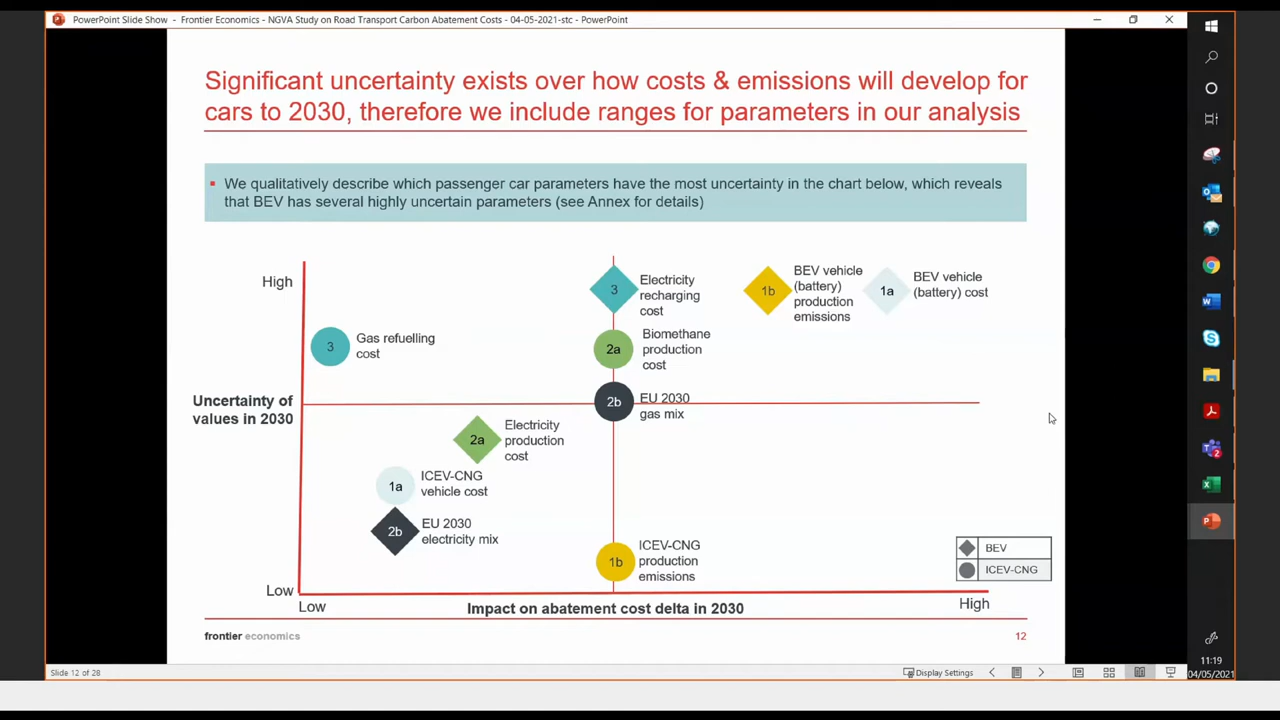 PowerPoint Slide Show - Frontier Economics - NGVA Study on Road Transport Carbon Abatement Costs - 04-05-2021-stc - PowerPoint
Significant uncertainty exists over how costs & emissions will develop for
cars to 2030, therefore we include ranges for parameters in our analysis
We qualitatively describe which passenger car parameters have the most uncertainty in the chart below, which reveals
that BEV has several highly uncertain parameters (see Annex for details)
High
3
Electricity
recharging
cost
1b
BEV vehicle
(battery)
production
emissions
1a
BEV vehicle
(battery) cost
3
Gas refuelling
cost
2a
Biomethane
production
cost
Uncertainty of
values in 2030
2b
EU 2030
gas mix
2a
Electricity
production
cost
1a
ICEV-CNG
vehicle cost
2b
EU 2030
electricity mix
1b
ICEV-CNG
production
emissions
BEV
ICEV-CNG
Low
Low
Impact on abatement cost delta in 2030
High
frontier economics
12
Slide 12 of 28
Display Settings
2
11:19
04/05/2021